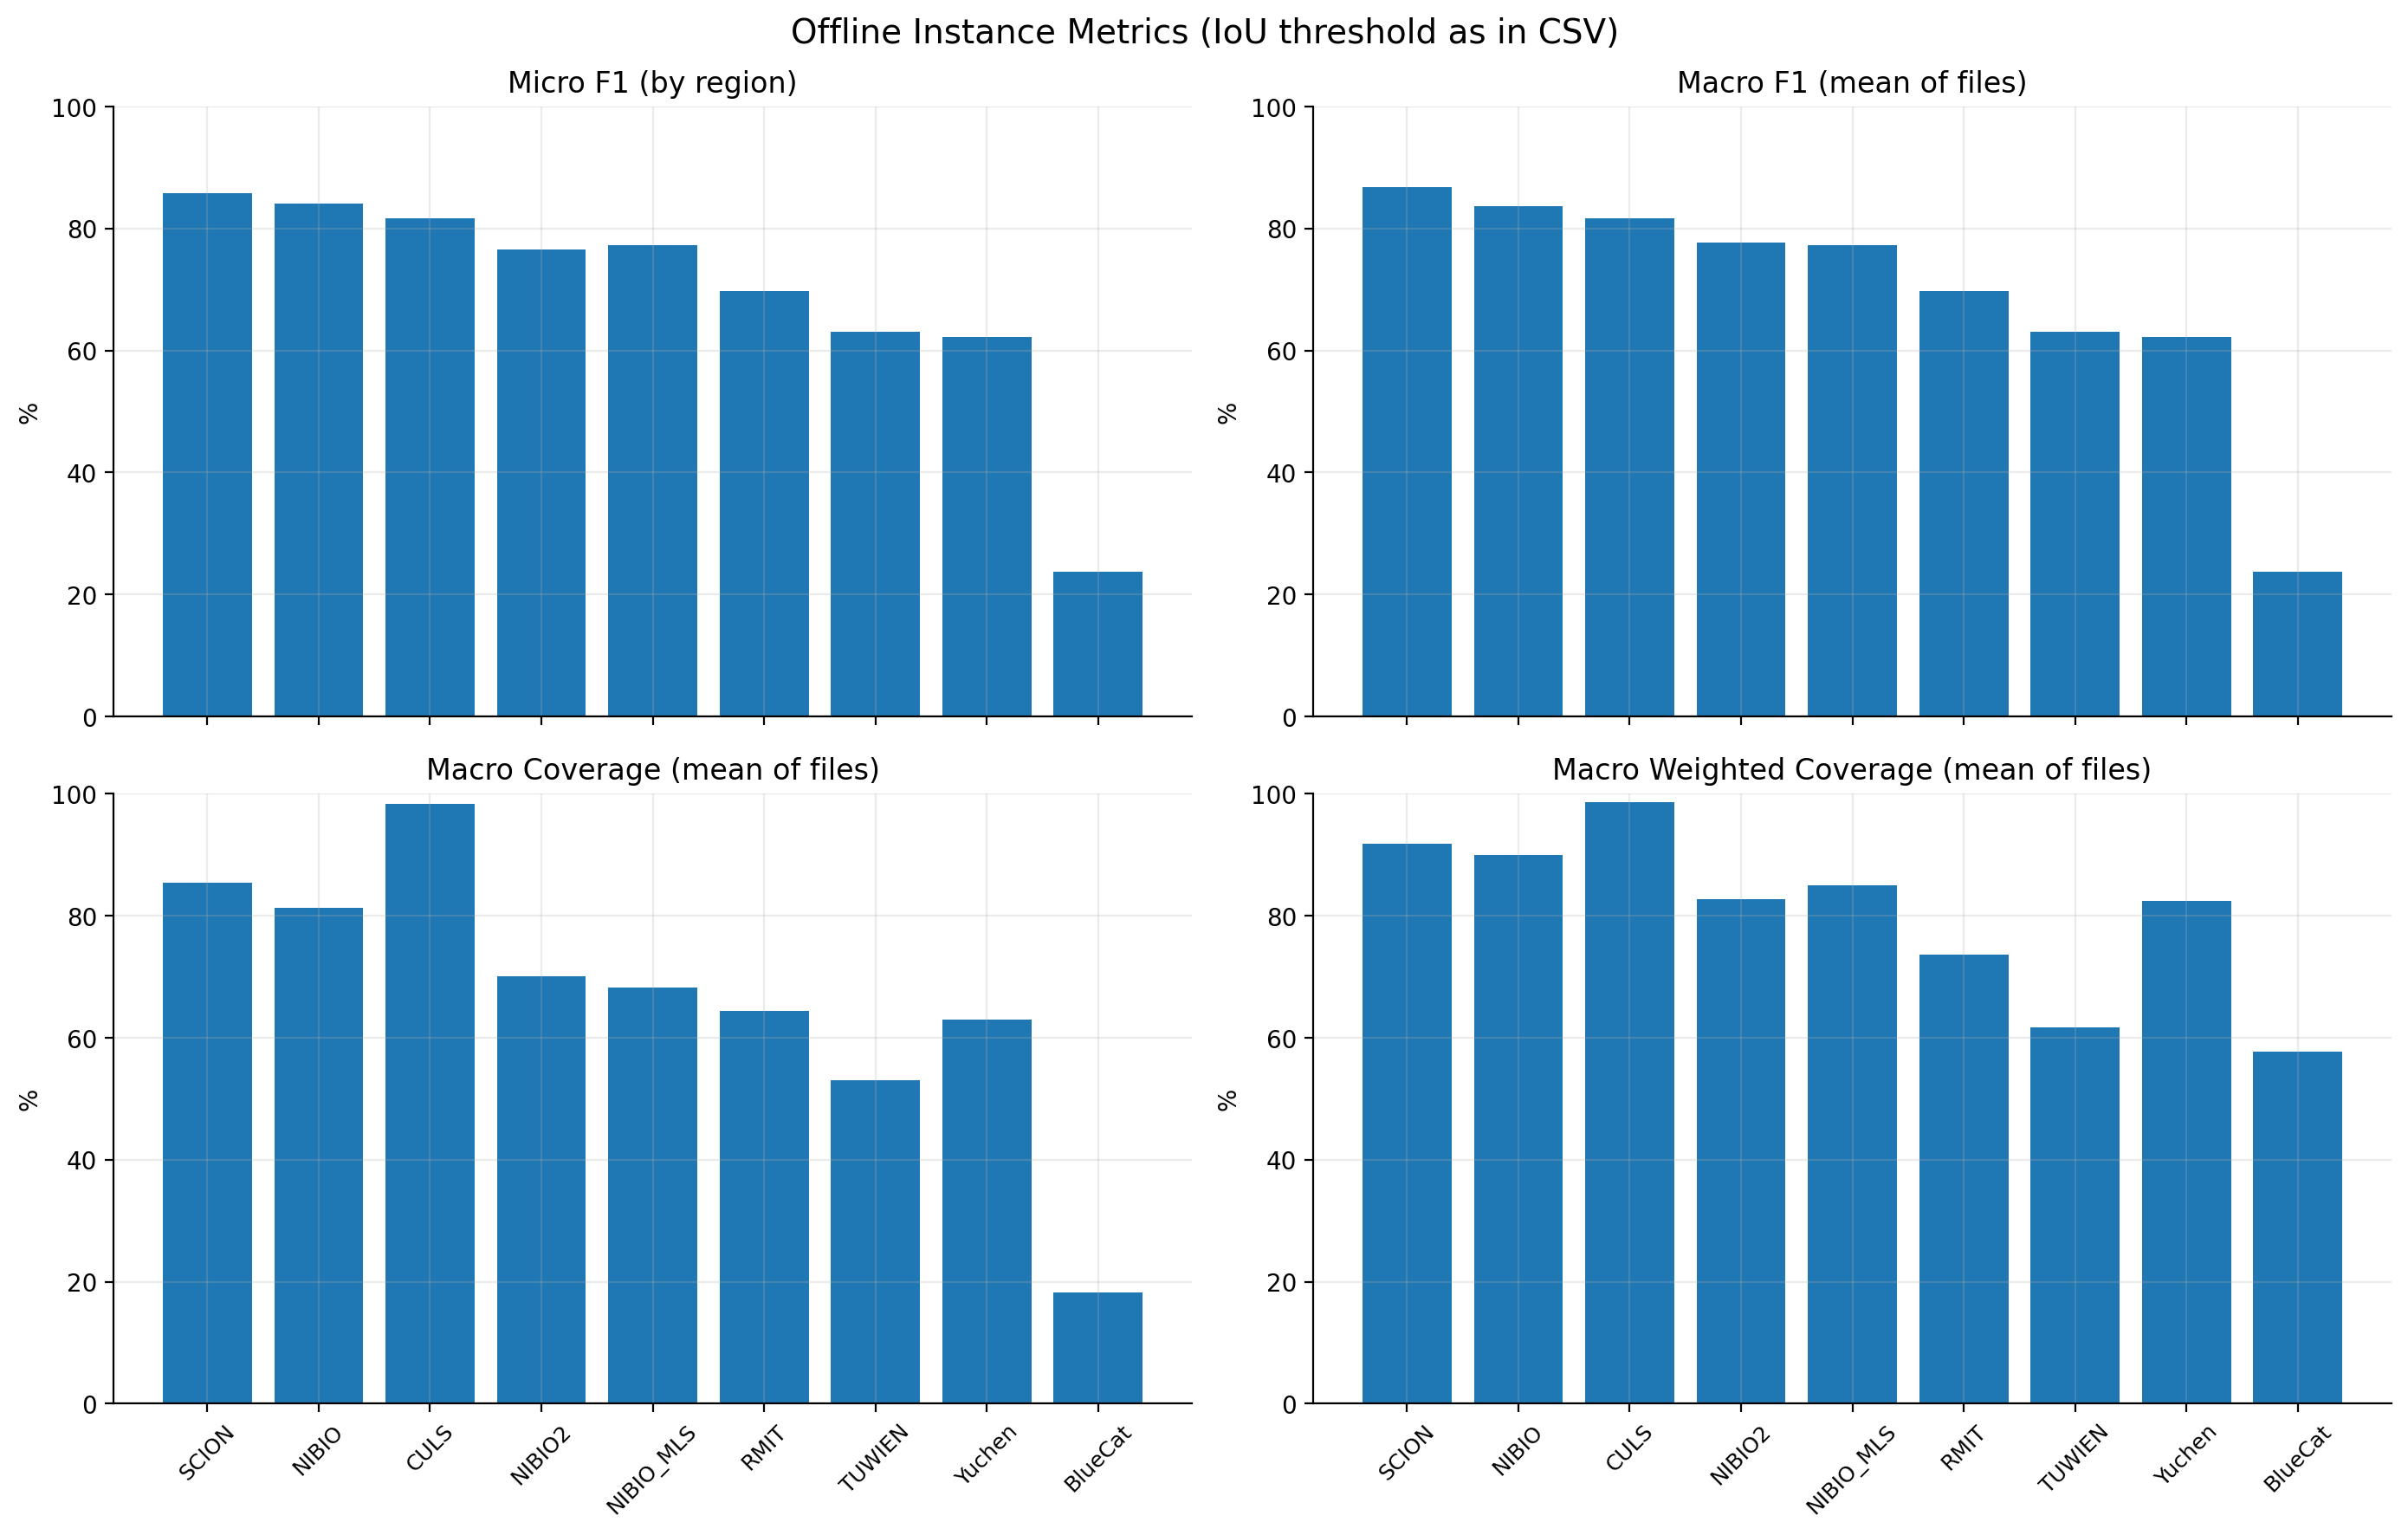 Offline Instance Metrics (IoU threshold as in CSV)
Micro F1 (by region)
100
80
60
40
20
0
%
Macro F1 (mean of files)
100
80
60
40
20
0
%
Macro Coverage (mean of files)
100
80
60
40
20
0
%
SCION
NIBIO
CULS
NIBIO2
NIBIO_MLS
RMIT
TUWIEN
Yuchen
BlueCat
Macro Weighted Coverage (mean of files)
100
80
60
40
20
0
%
SCION
NIBIO
CULS
NIBIO2
NIBIO_MLS
RMIT
TUWIEN
Yuchen
BlueCat